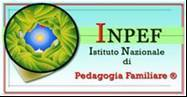 INPEF
Istituto Nazionale
di
Pedagogia Familiare ®